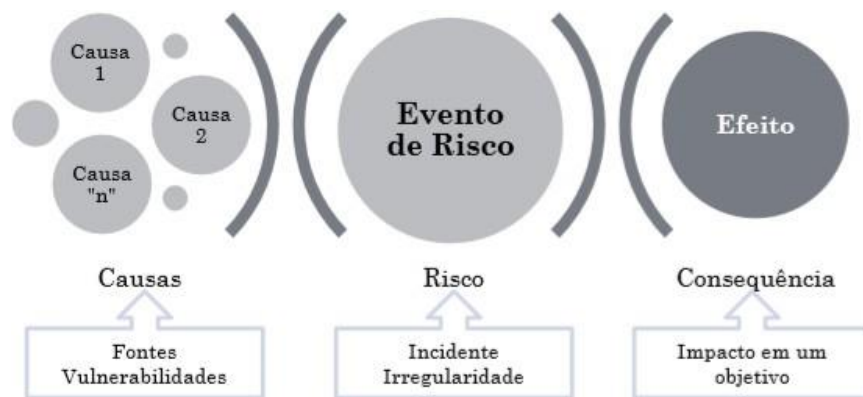 Causa
1
Causa
2
Causa
"n"
Evento
de Risco
Efeito
Causas
Risco
Consequência
Fontes
Vulnerabilidades
Incidente
Irregularidade
Impacto em um
objetivo